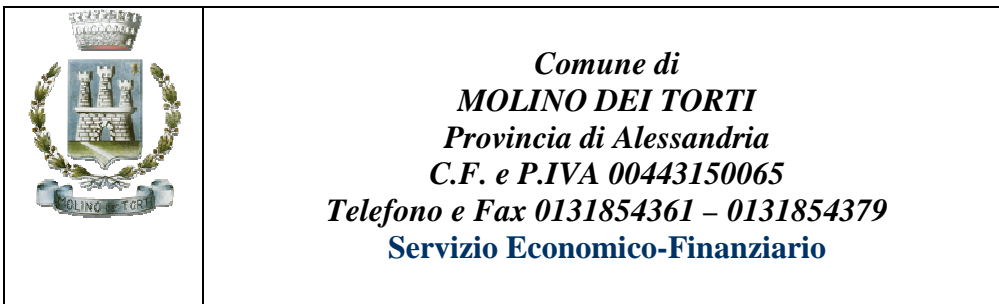 MOLINO DEI TORTI
Comune di
MOLINO DEI TORTI
Provincia di Alessandria
C.F. e P.IVA 00443150065
Telefono e Fax 0131854361 – 0131854379
Servizio Economico-Finanziario